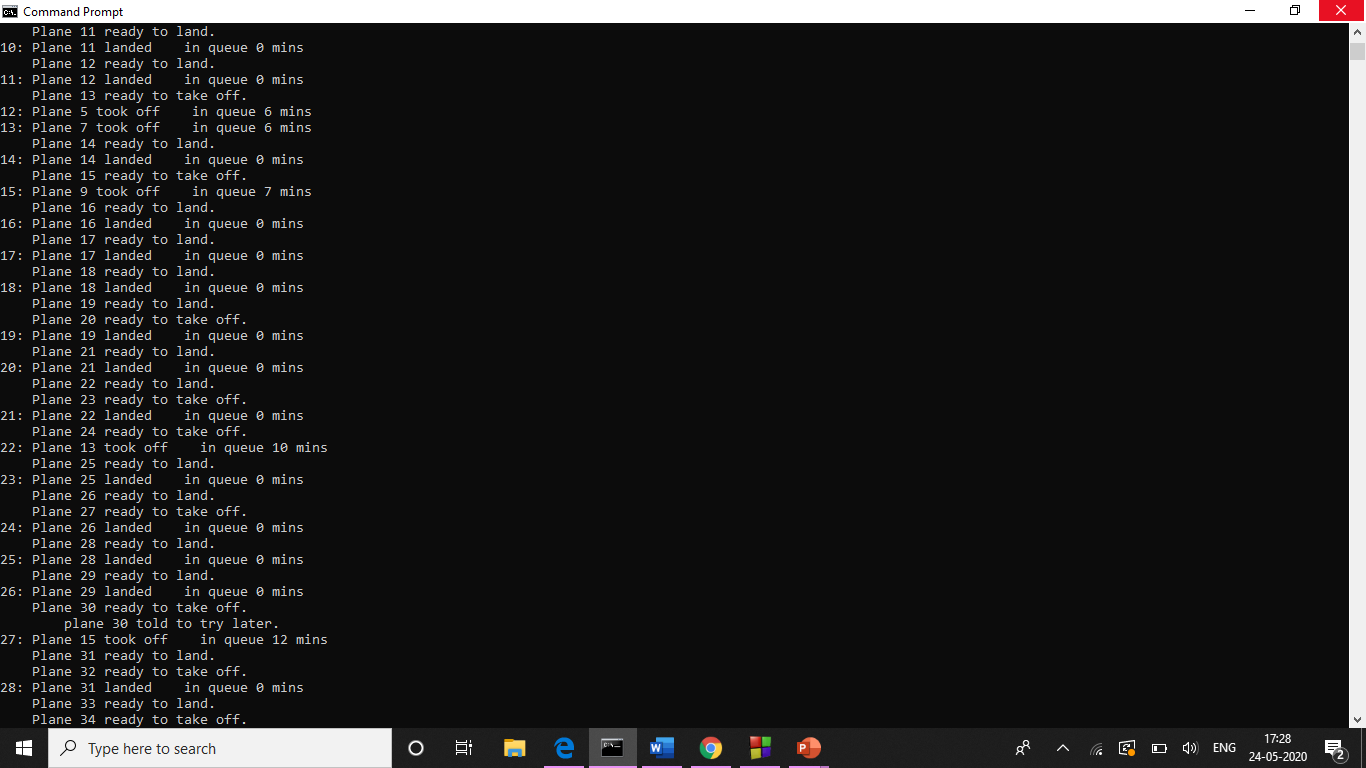 Command Prompt
    Plane 11 ready to land.
10: Plane 11 landed    in queue 0 mins
    Plane 12 ready to land.
11: Plane 12 landed    in queue 0 mins
    Plane 13 ready to take off.
12: Plane 5 took off    in queue 6 mins
13: Plane 7 took off    in queue 6 mins
    Plane 14 ready to land.
14: Plane 14 landed    in queue 0 mins
    Plane 15 ready to take off.
15: Plane 9 took off    in queue 7 mins
    Plane 16 ready to land.
16: Plane 16 landed    in queue 0 mins
    Plane 17 ready to land.
17: Plane 17 landed    in queue 0 mins
    Plane 18 ready to land.
18: Plane 18 landed    in queue 0 mins
    Plane 19 ready to land.
    Plane 20 ready to take off.
19: Plane 19 landed    in queue 0 mins
    Plane 21 ready to land.
20: Plane 21 landed    in queue 0 mins
    Plane 22 ready to land.
    Plane 23 ready to take off.
21: Plane 22 landed    in queue 0 mins
    Plane 24 ready to take off.
22: Plane 13 took off    in queue 10 mins
    Plane 25 ready to land.
23: Plane 25 landed    in queue 0 mins
    Plane 26 ready to land.
    Plane 27 ready to take off.
24: Plane 26 landed    in queue 0 mins
    Plane 28 ready to land.
25: Plane 28 landed    in queue 0 mins
    Plane 29 ready to land.
26: Plane 29 landed    in queue 0 mins
    Plane 30 ready to take off.
        plane 30 told to try later.
27: Plane 15 took off    in queue 12 mins
    Plane 31 ready to land.
    Plane 32 ready to take off.
28: Plane 31 landed    in queue 0 mins
    Plane 33 ready to land.
    Plane 34 ready to take off.
Type here to search
ENG
17:28
24-05-2020
2